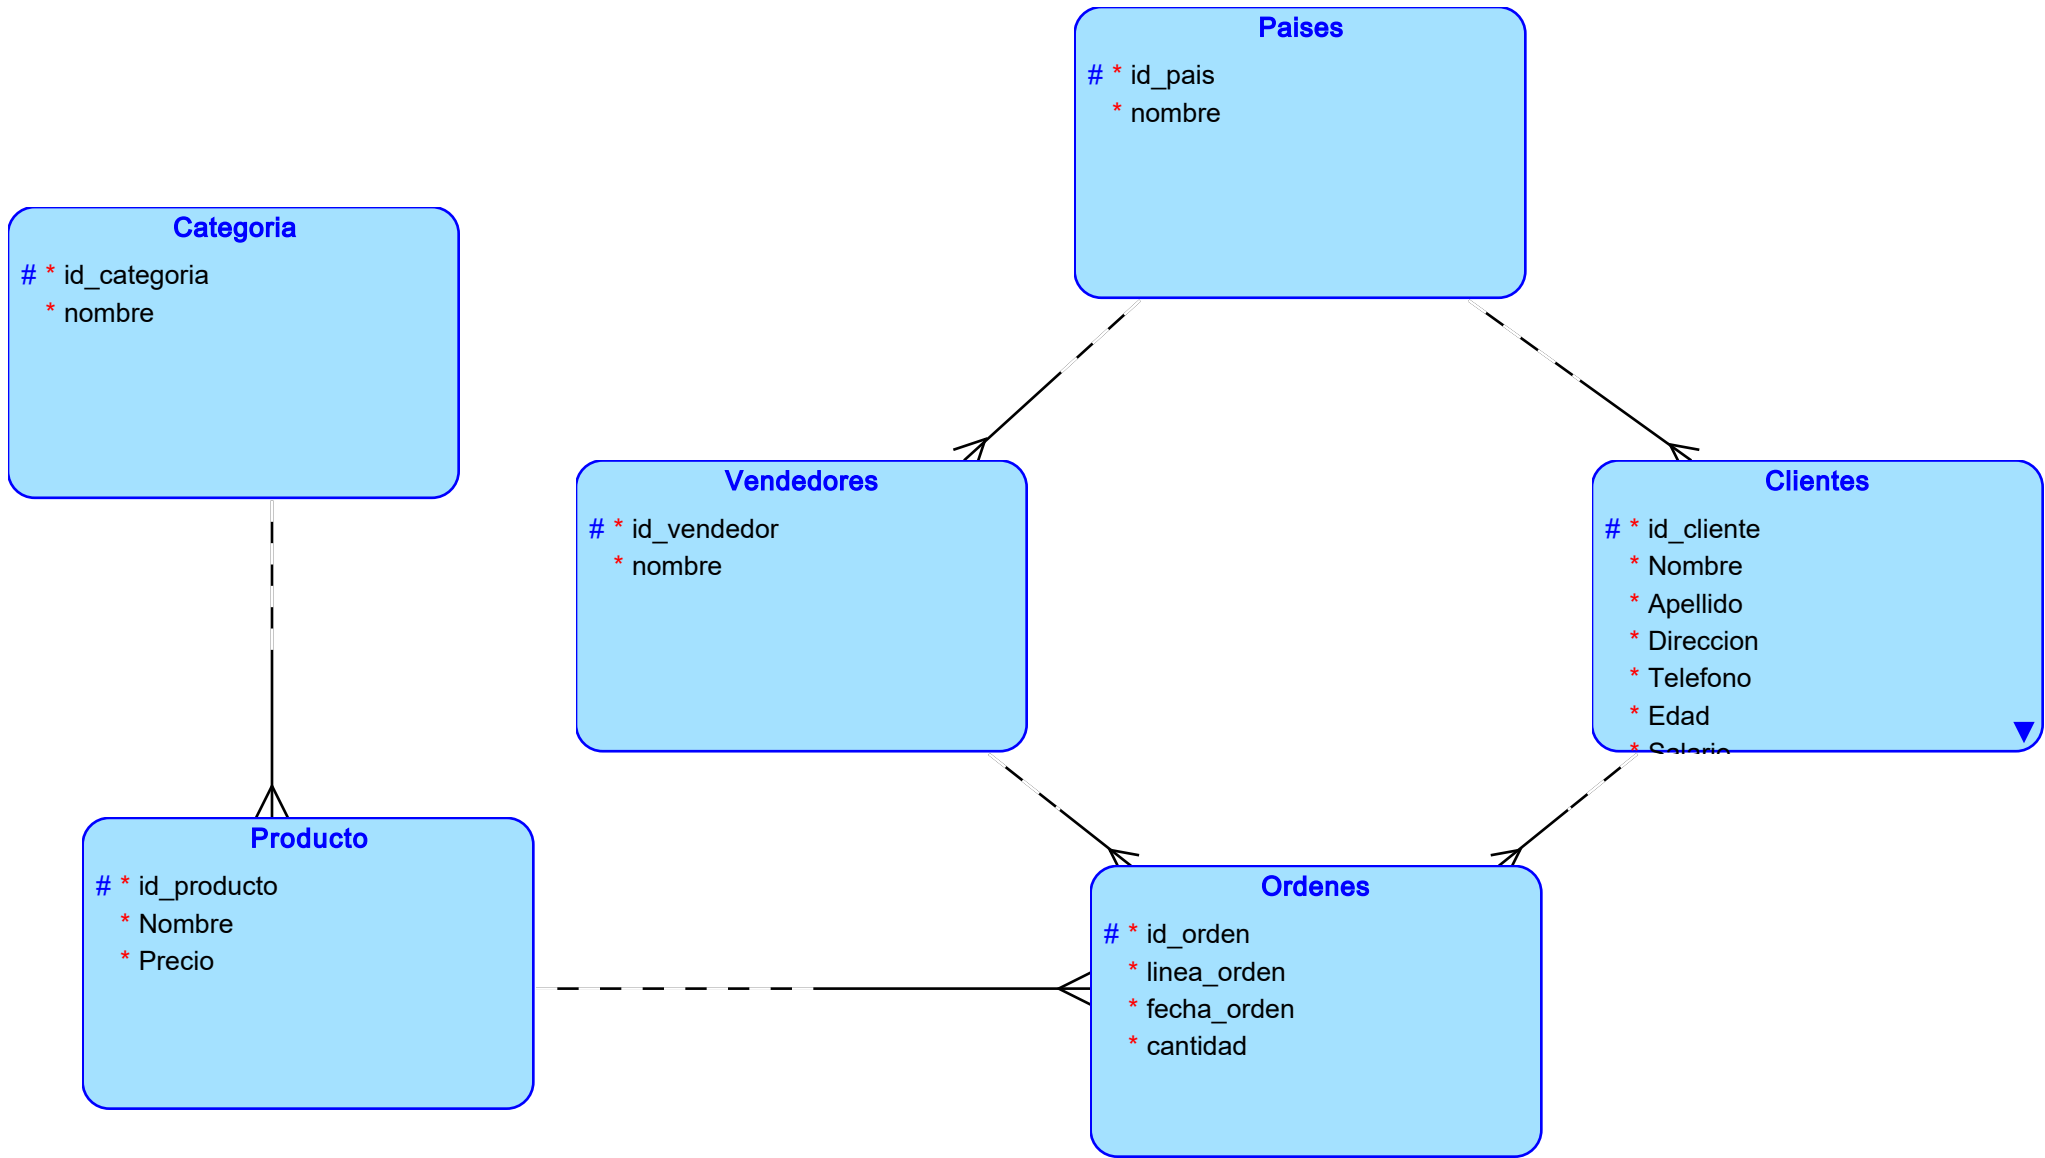 Paises
# * id_pais
* nombre
Categoria
# * id_categoria
* nombre
Vendedores
# * id_vendedor
* nombre
Clientes
# * id_cliente
* Nombre
* Apellido
* Direccion
* Telefono
* Edad
* Salario
Producto
# * id_producto
* Nombre
* Precio
Ordenes
# * id_orden
* linea_orden
* fecha_orden
* cantidad